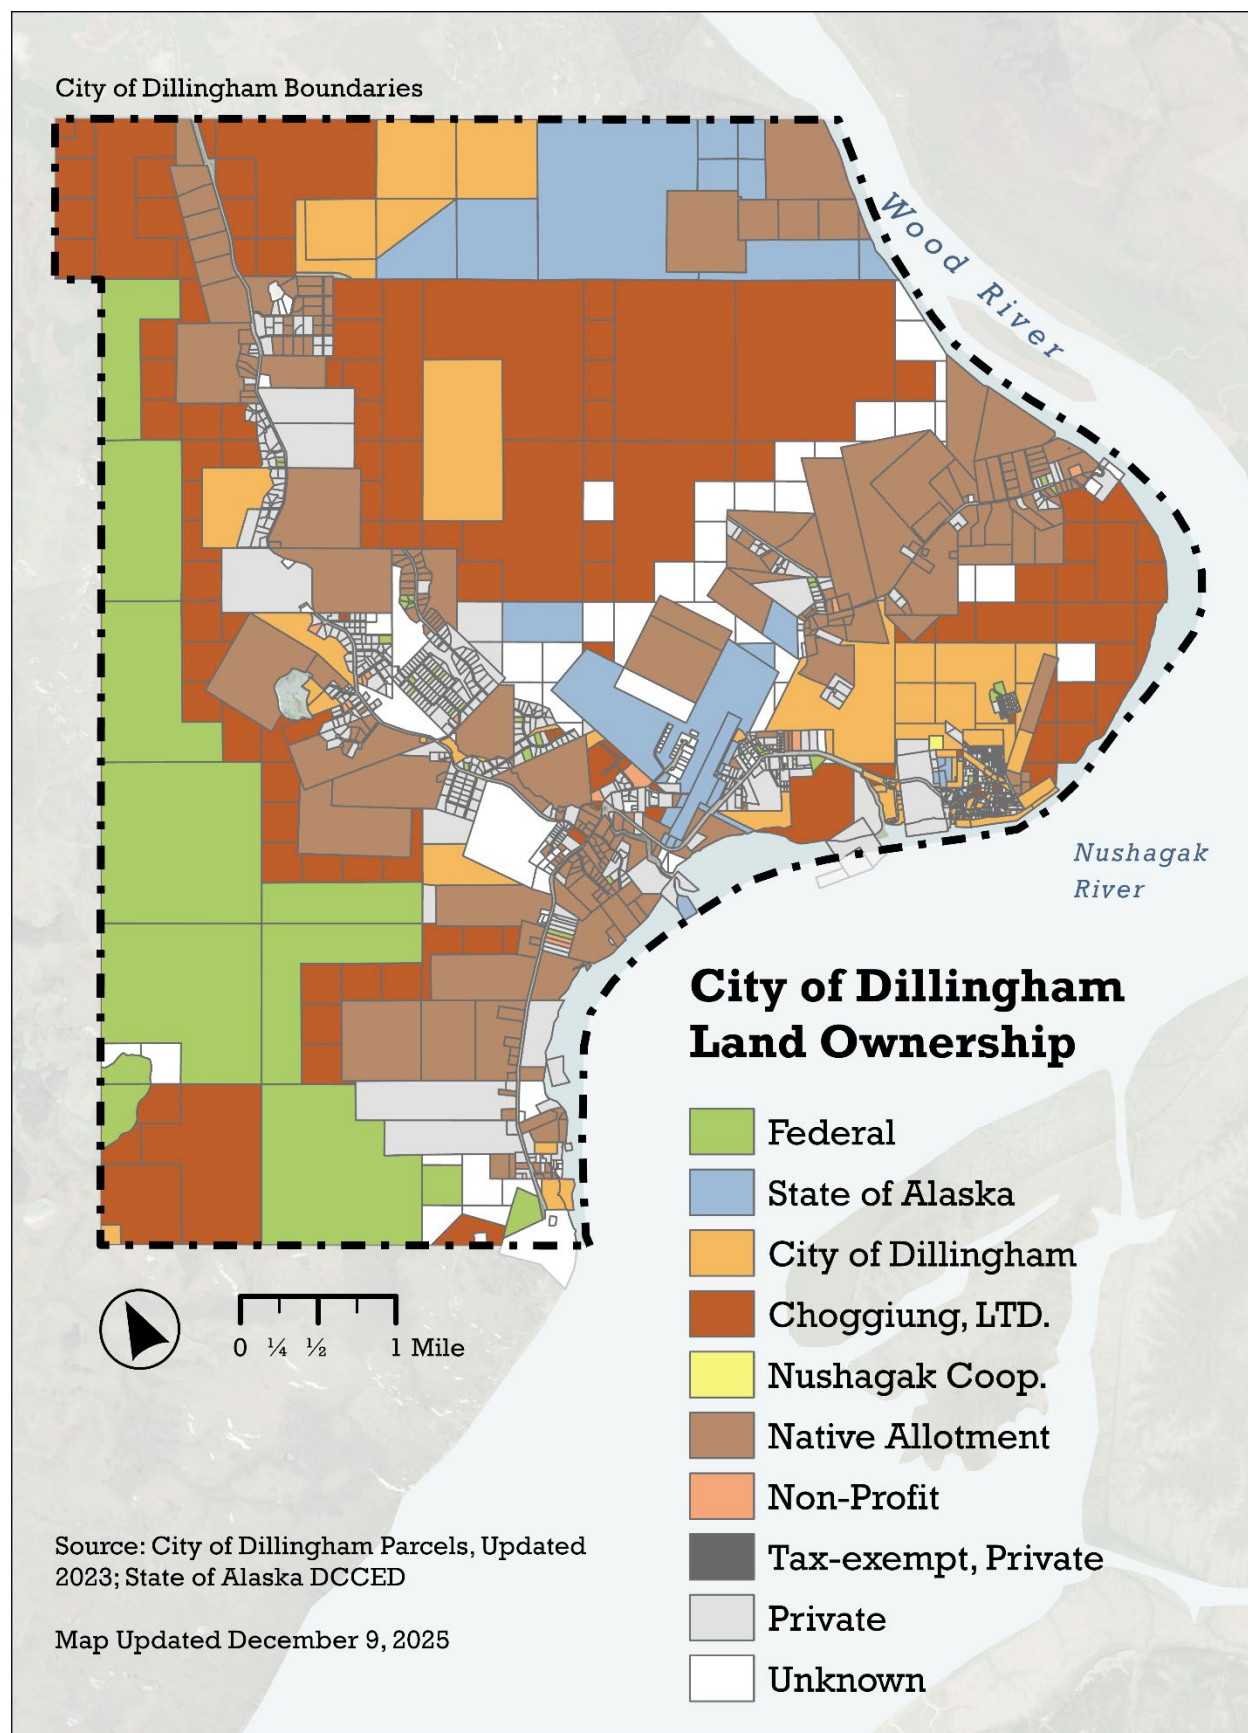 City of Dillingham Boundaries
Wood River
Nushagak
River
City of Dillingham
Land Ownership
Federal
State of Alaska
City of Dillingham
Choggiung, LTD.
Nushagak Coop.
Native Allotment
Non-Profit
Tax-exempt, Private
Private
Unknown
0 ¼ ½ 1 Mile
Source: City of Dillingham Parcels, Updated
2023; State of Alaska DCCED
Map Updated December 9, 2025